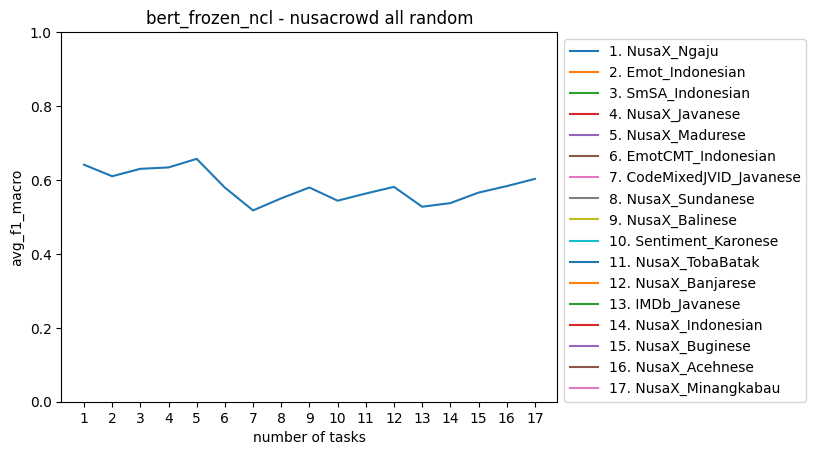 bert_frozen_ncl - nusacrowd all random
avg_f1_macro
1.0
0.8
0.6
0.4
0.2
0.0
1 2 3 4 5 6 7 8 9 10 11 12 13 14 15 16 17
number of tasks
1. NusaX_Ngaju
2. Emot_Indonesian
3. SmSA_Indonesian
4. NusaX_Javanese
5. NusaX_Madurese
6. EmotCMT_Indonesian
7. CodeMixedJVID_Javanese
8. NusaX_Sundanese
9. NusaX_Balinese
10. Sentiment_Karonese
11. NusaX_TobaBatak
12. NusaX_Banjarese
13. IMDb_Javanese
14. NusaX_Indonesian
15. NusaX_Buginese
16. NusaX_Acehnese
17. NusaX_Minangkabau